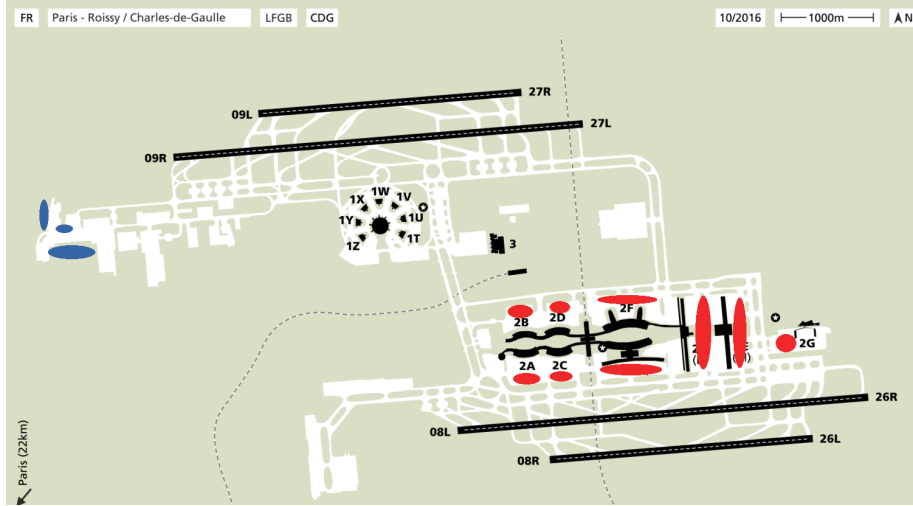 FR Paris - Roissy / Charles-de-Gaulle LFGB CDG 10/2016 1000m N
27R
09L
27L
09R
1W
1X 1V
1Y 1U
1Z 1T
3
2F
2D
2B
2G
2A 2C
26R
08L
26L
08R
Paris (22km)